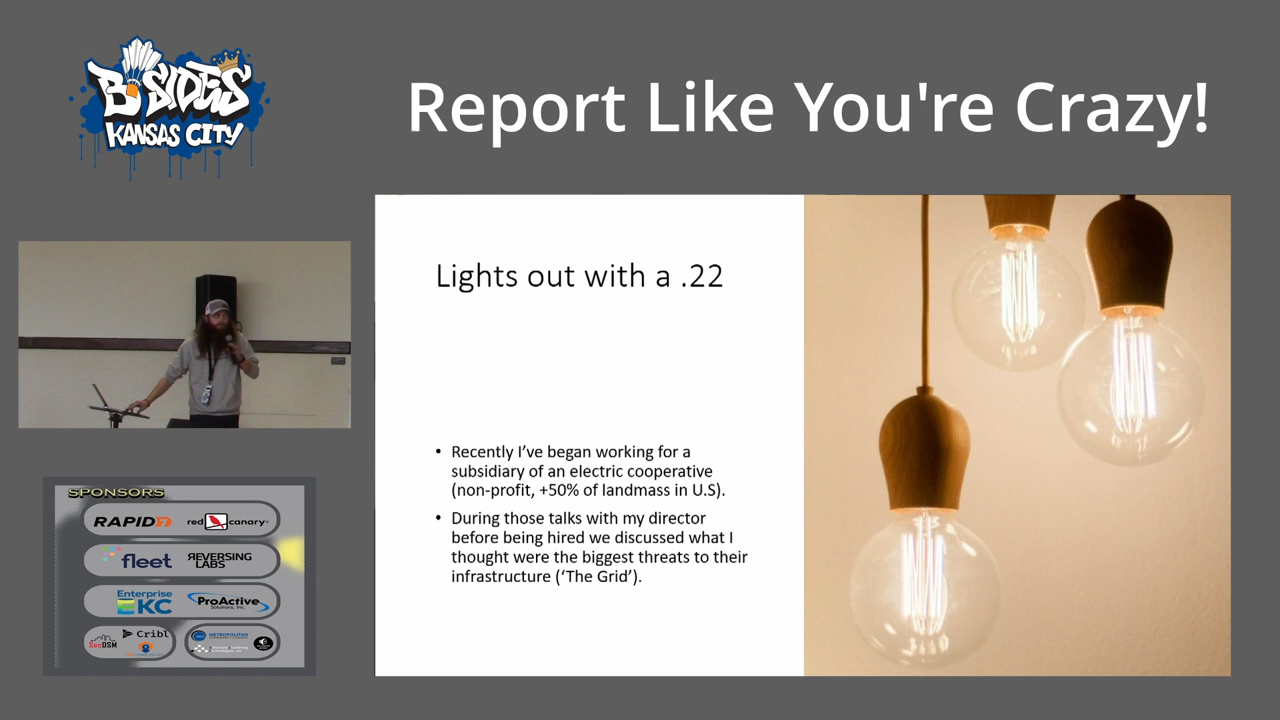 B SIDES
KANSAS CITY
Report Like You're Crazy!
Lights out with a .22
• Recently I've began working for a
subsidiary of an electric cooperative
(non-profit, +50% of landmass in U.S).
• During those talks with my director
before being hired we discussed what I
thought were the biggest threats to their
infrastructure ('The Grid').
SPONSORS
RAPID7
red canary
fleet
REVERSING
LABS
Enterprise
KC
ProActive
Solutions, Inc.
SecDSM
Cribl
METROPOLITAN